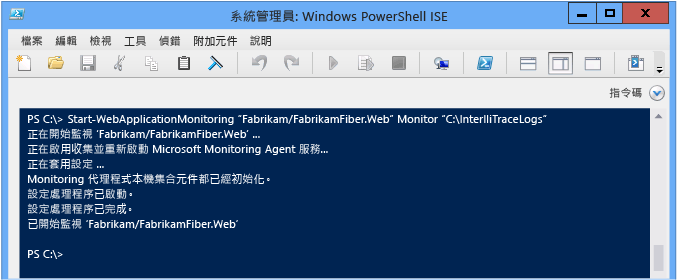 系統管理員: Windows PowerShell ISE
檔案 編輯 檢視 工具 偵錯 附加元件 說明
指令碼
PS C:\> Start-WebApplicationMonitoring "Fabrikam/FabrikamFiber.Web" Monitor "C:\InterlliTraceLogs"
正在開始監視 'Fabrikam/FabrikamFiber.Web' ...
正在啟用收集並重新啟動 Microsoft Monitoring Agent 服務...
正在套用設定 ...
Monitoring 代理程式本機集合元件都已經初始化。
設定處理程序已啟動。
設定處理程序已完成。
已開始監視 'Fabrikam/FabrikamFiber.Web'
PS C:\>